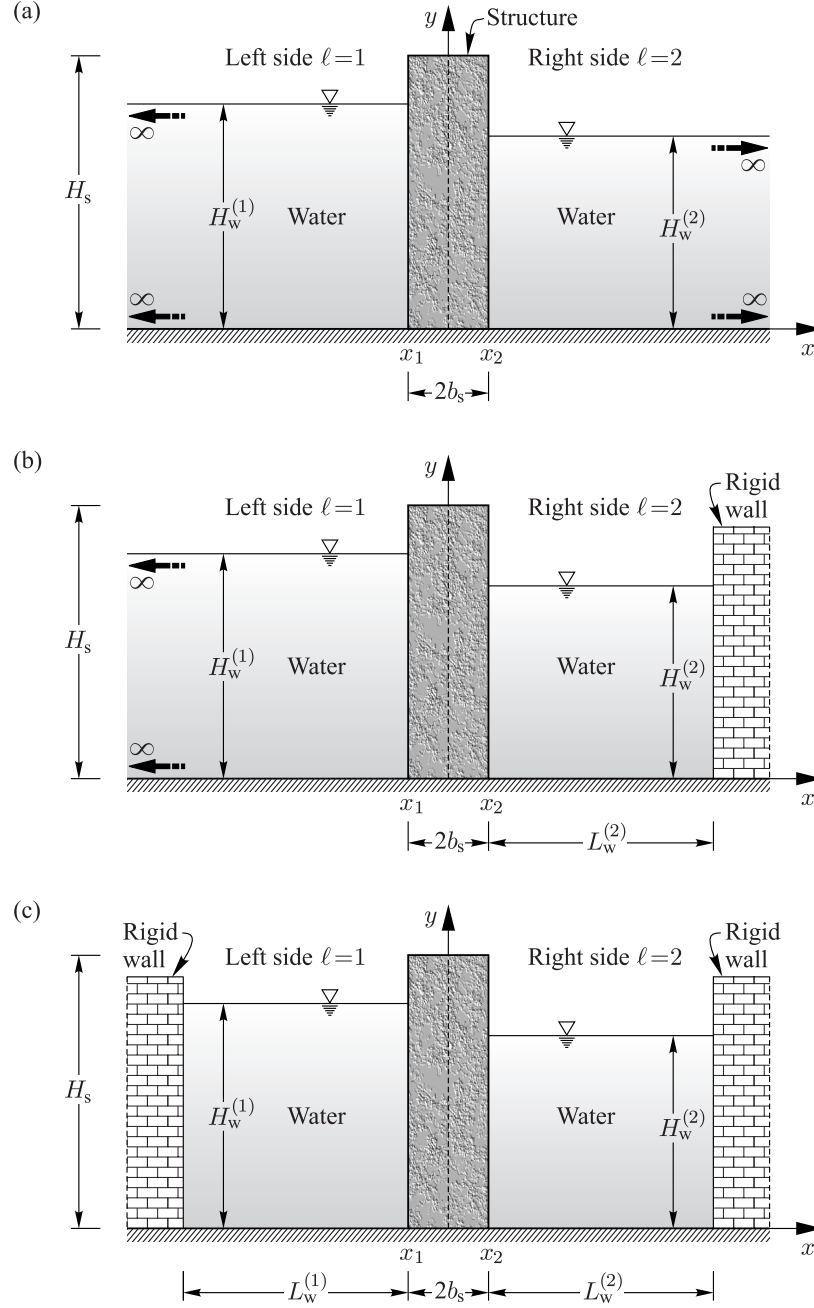 (a)
y
Structure
Left side ℓ=1
Right side ℓ=2
∞
∞
H_s
H_w^(1)
Water
Water
H_w^(2)
∞
∞
x_1
x_2
x
2b_s
(b)
y
Rigid
wall
Left side ℓ=1
Right side ℓ=2
∞
H_s
H_w^(1)
Water
Water
H_w^(2)
∞
x_1
x_2
x
2b_s
L_w^(2)
(c)
y
Rigid
wall
Left side ℓ=1
Right side ℓ=2
Rigid
wall
H_s
H_w^(1)
Water
Water
H_w^(2)
x_1
x_2
x
L_w^(1)
2b_s
L_w^(2)